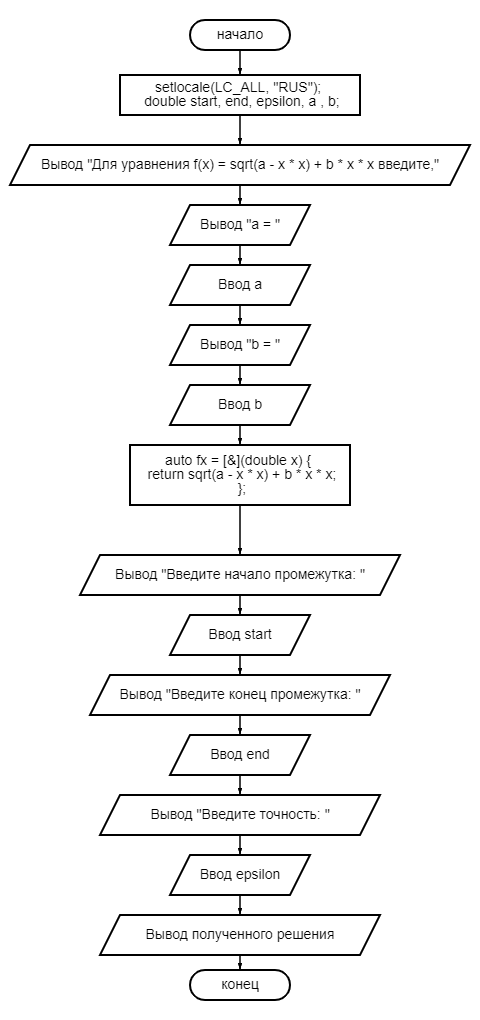 начало
setlocale(LC_ALL, "RUS");
double start, end, epsilon, a , b;
Вывод "Для уравнения f(x) = sqrt(a - x * x) + b * x * x введите,"
Вывод "a = "
Ввод a
Вывод "b = "
Ввод b
auto fx = [&](double x) {
return sqrt(a - x * x) + b * x * x;
};
Вывод "Введите начало промежутка: "
Ввод start
Вывод "Введите конец промежутка: "
Ввод end
Вывод "Введите точность: "
Ввод epsilon
Вывод полученного решения
конец